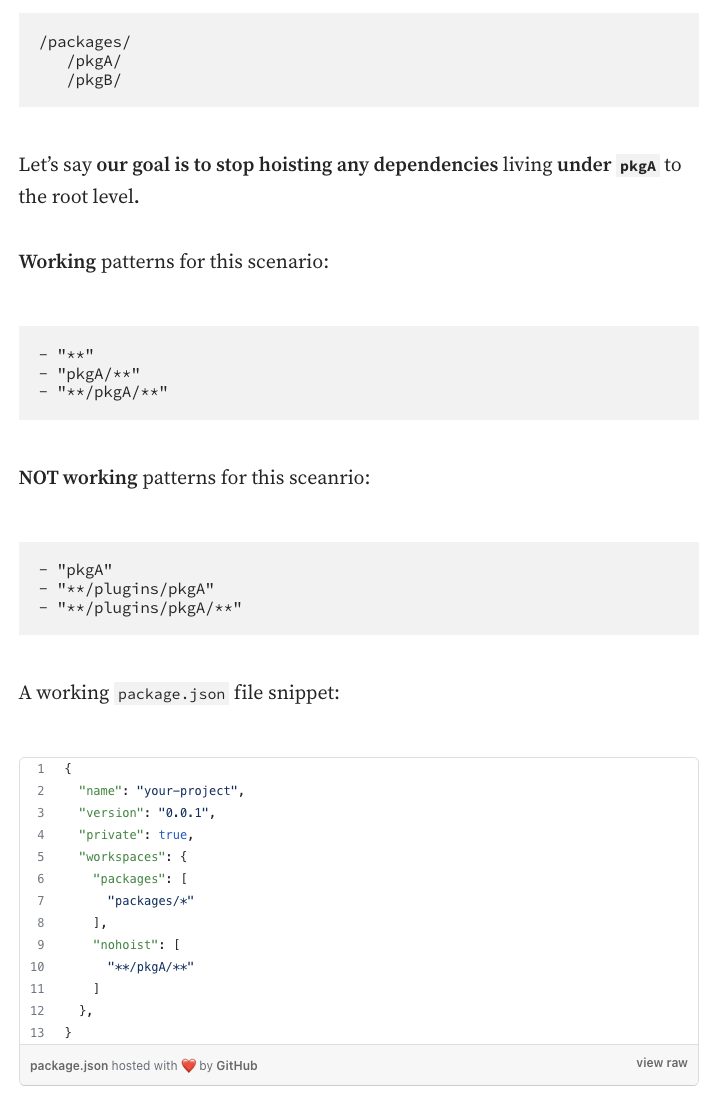 /packages/
   /pkgA/
   /pkgB/
Let’s say our goal is to stop hoisting any dependencies living under pkgA to
the root level.
Working patterns for this scenario:
- "**"
- "pkgA/**"
- "**/pkgA/**"
NOT working patterns for this sceanrio:
- "pkgA"
- "**/plugins/pkgA"
- "**/plugins/pkgA/**"
A working package.json file snippet:
1 {
2   "name": "your-project",
3   "version": "0.0.1",
4   "private": true,
5   "workspaces": {
6     "packages": [
7       "packages/*"
8     ],
9     "nohoist": [
10       "**/pkgA/**"
11     ]
12   },
13 }
package.json hosted with ❤ by GitHub view raw